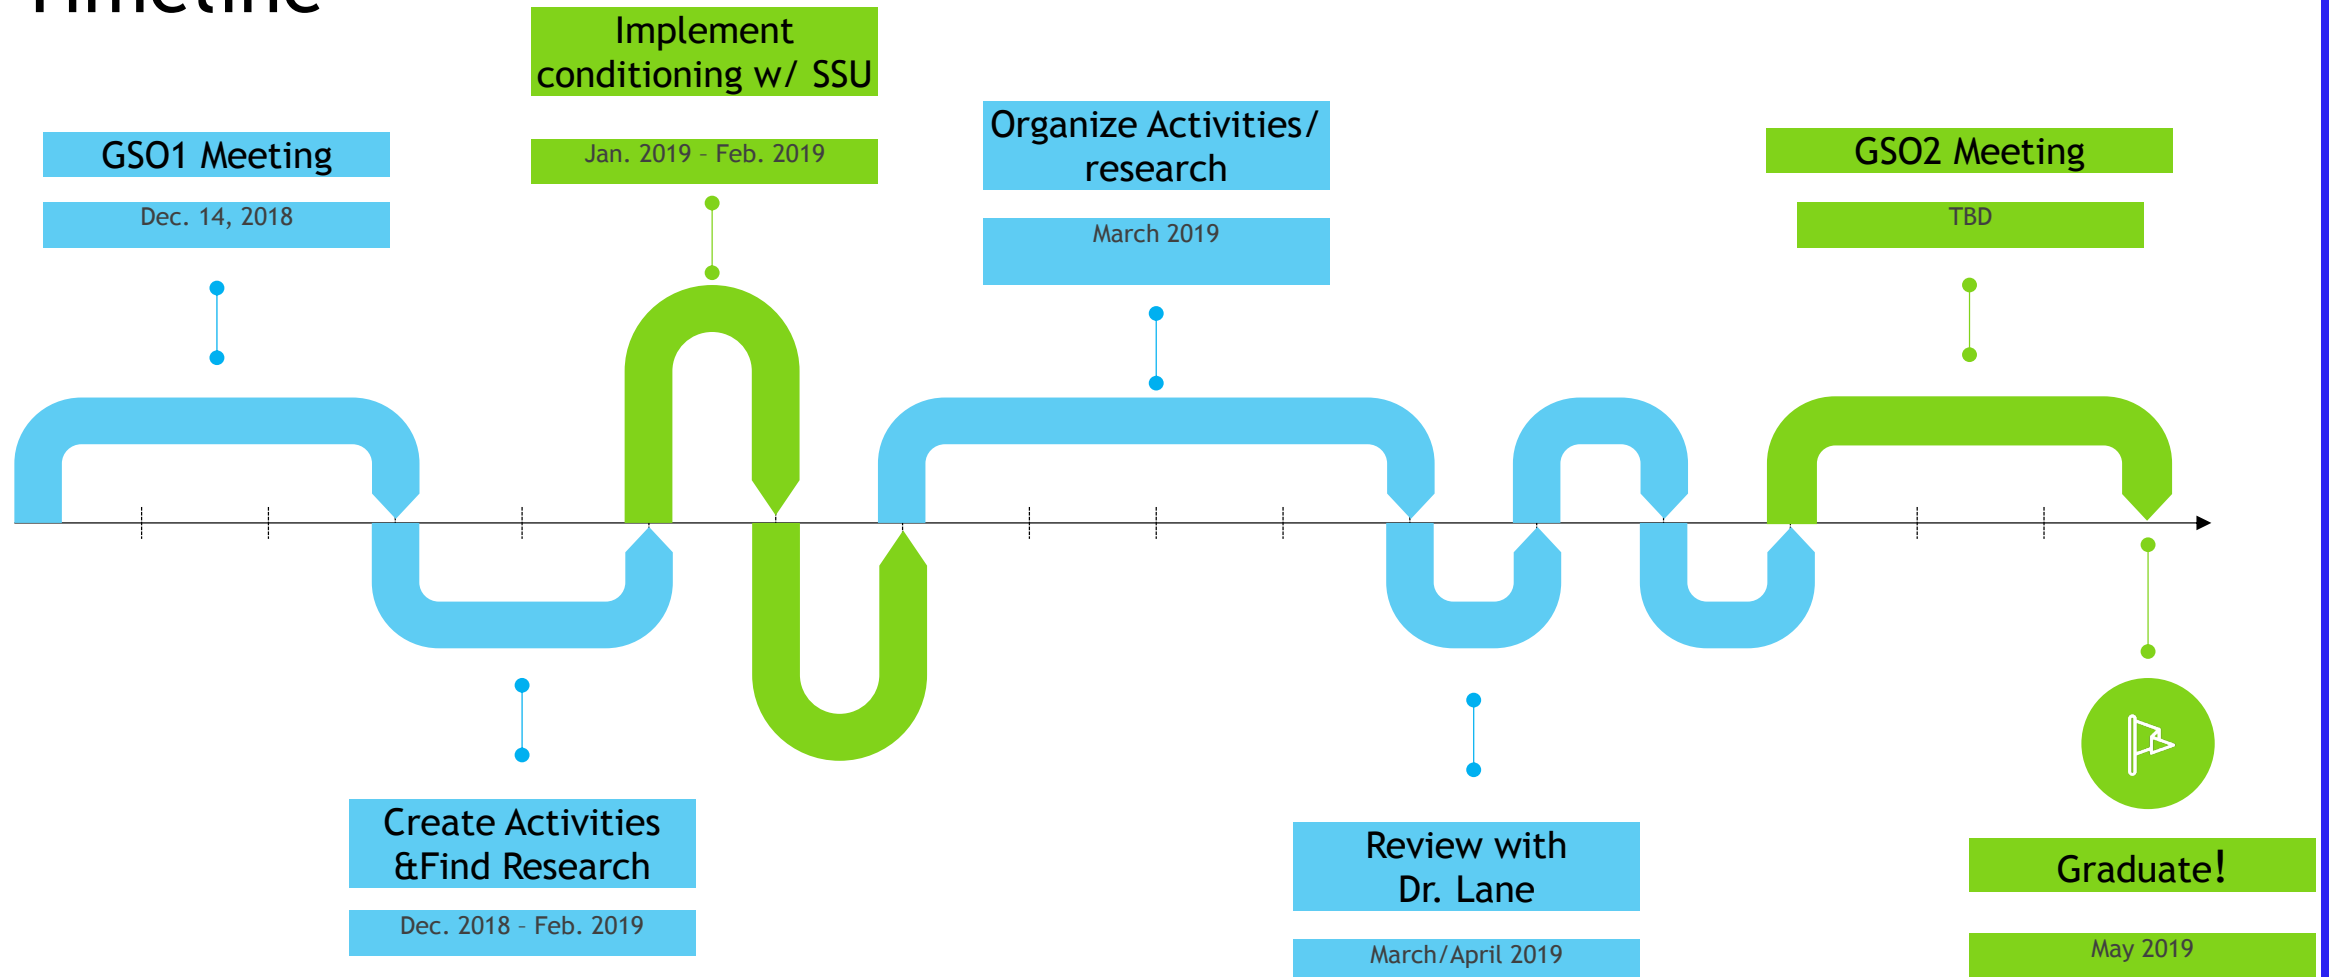 Timeline
Implement
conditioning w/ SSU
Jan. 2019 – Feb. 2019
GSO1 Meeting
Dec. 14, 2018
Organize Activities/
research
March 2019
GSO2 Meeting
TBD
Create Activities
&Find Research
Dec. 2018 – Feb. 2019
Review with
Dr. Lane
March/April 2019
Graduate!
May 2019